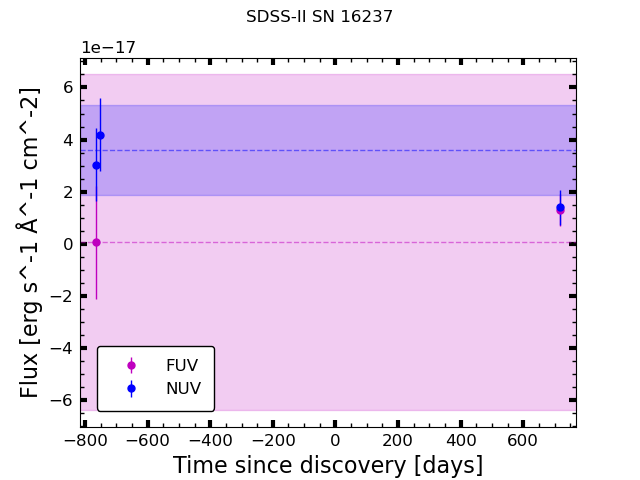 SDSS-II SN 16237
1e−17
6
4
2
0
−2
−4
−6
Flux [erg s^-1 Å^-1 cm^-2]
FUV
NUV
−800 −600 −400 −200 0 200 400 600
Time since discovery [days]